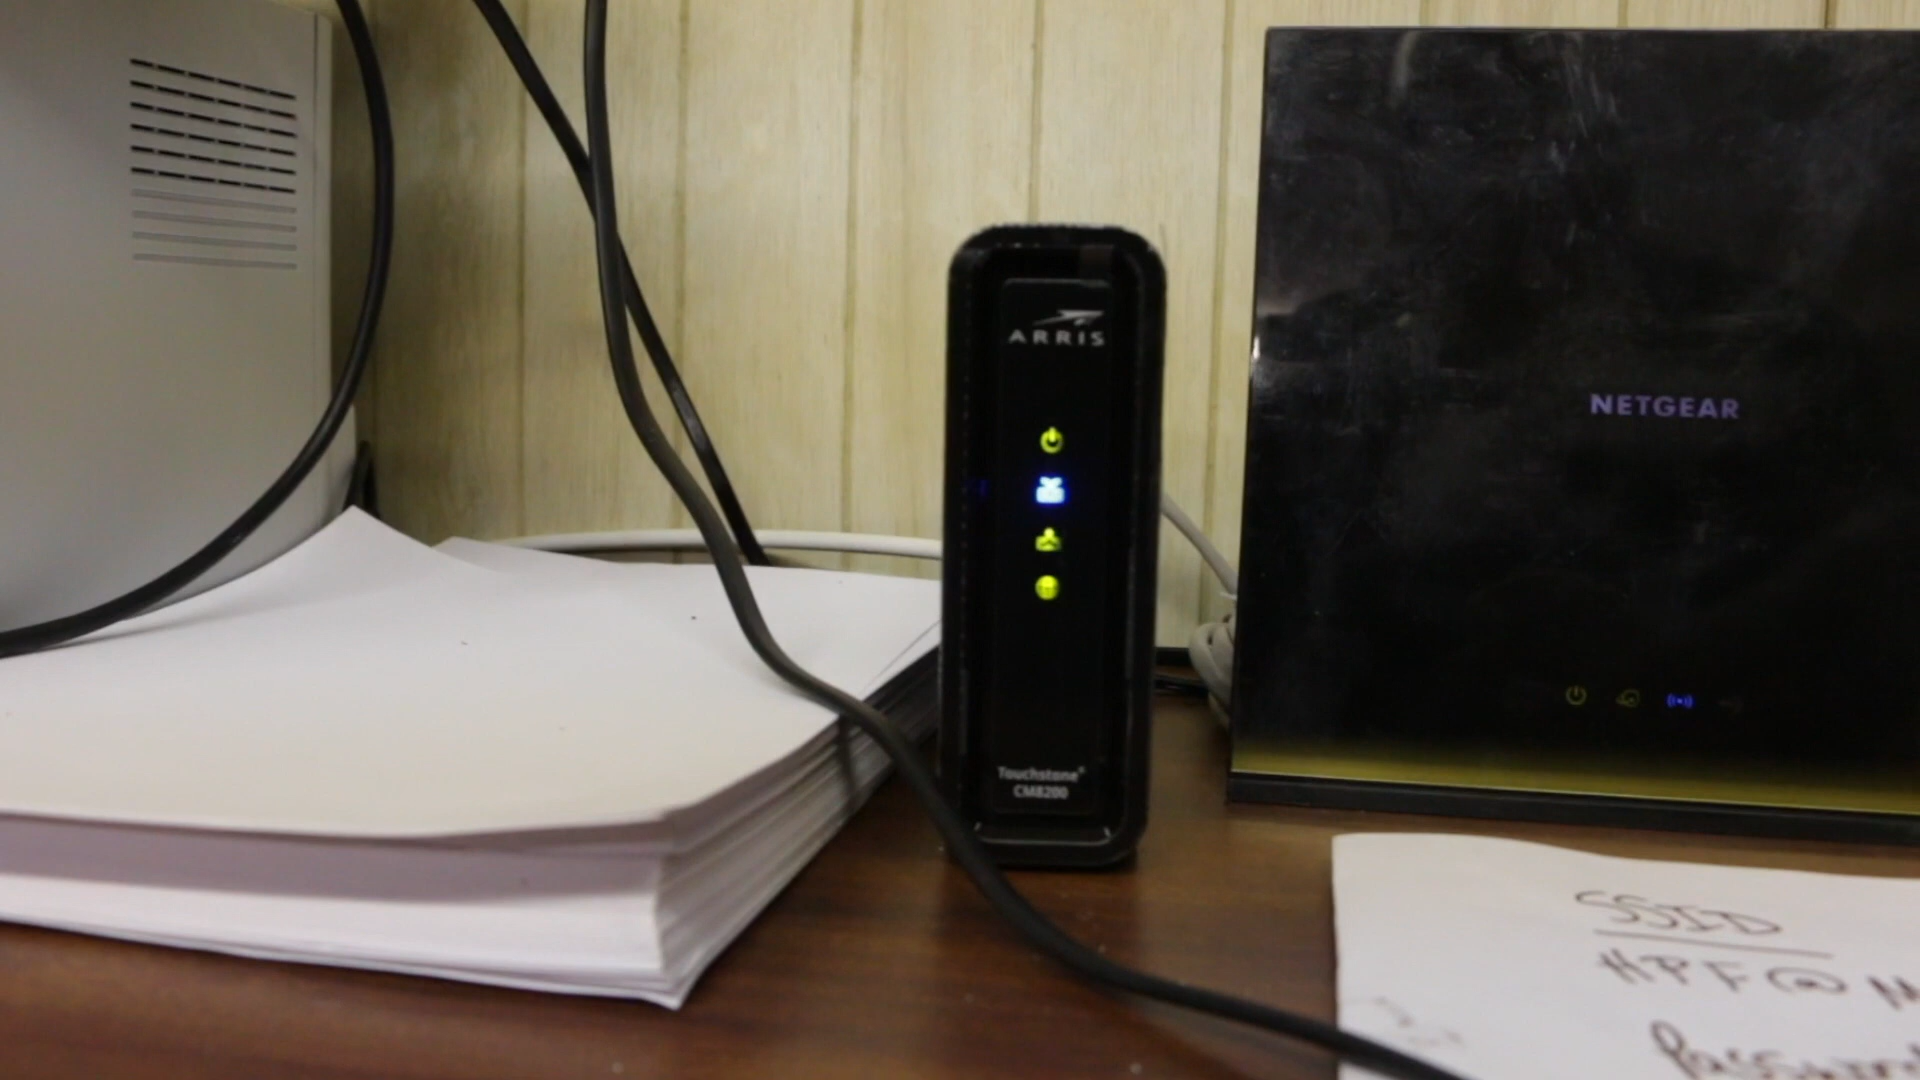 ARRIS
NETGEAR
Touchstone®
CM8200
SSID
HPF@